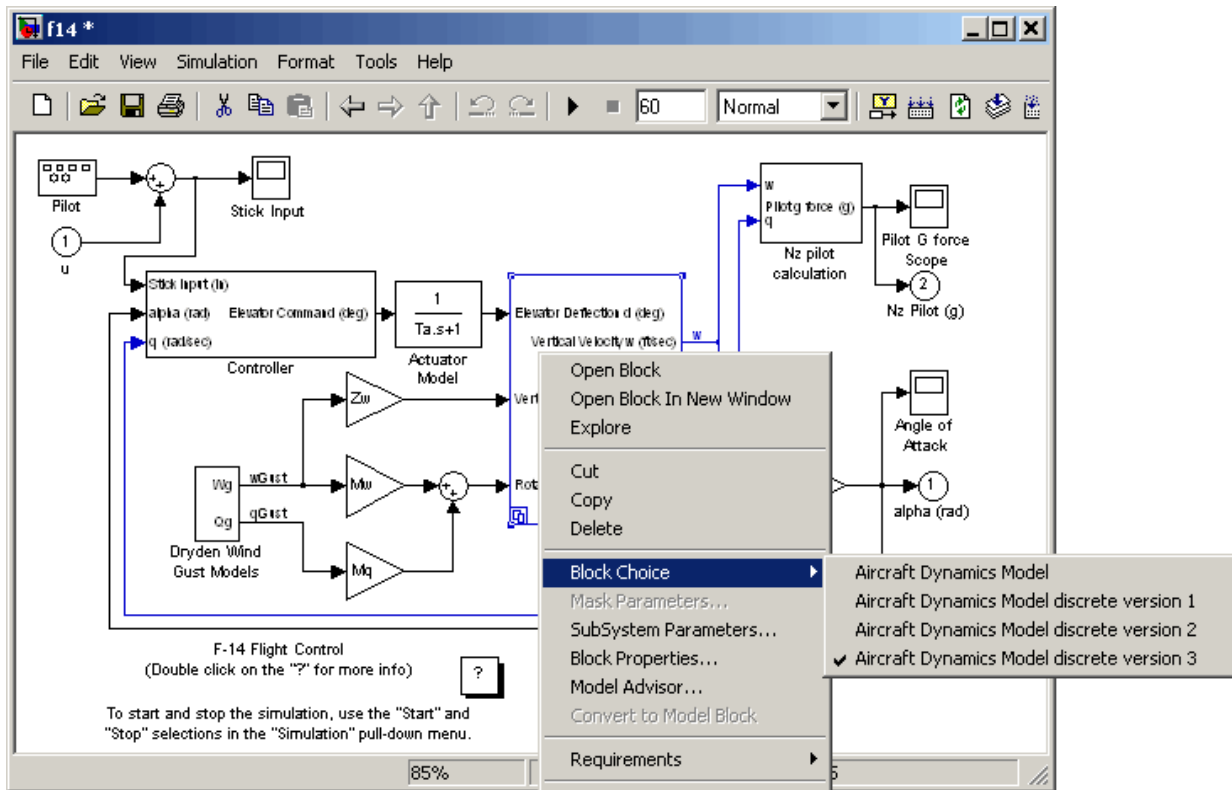 f14 *
File Edit View Simulation Format Tools Help
60 Normal
Pilot
Stick Input
1
u
w
Pilot g force (g)
q
Nz pilot
calculation
Pilot G force
Scope
2
Nz Pilot (g)
Stick Input (in)
alpha (rad) Elevator Command (deg)
q (rad/sec)
Controller
1
Ta.s+1
Actuator
Model
Elevator Deflection d (deg)
Vertical Velocity w (ft/sec)
w
Zw
Vert
Angle of
Attack
Wg wGust
Mw
Rota
1
alpha (rad)
Qg qGust
Dryden Wind
Gust Models
Mq
F-14 Flight Control
(Double click on the "?" for more info)
?
To start and stop the simulation, use the "Start" and
"Stop" selections in the "Simulation" pull-down menu.
Open Block
Open Block In New Window
Explore
Cut
Copy
Delete
Block Choice
Mask Parameters...
SubSystem Parameters...
Block Properties...
Model Advisor...
Convert to Model Block
Requirements
Aircraft Dynamics Model
Aircraft Dynamics Model discrete version 1
Aircraft Dynamics Model discrete version 2
Aircraft Dynamics Model discrete version 3
85%